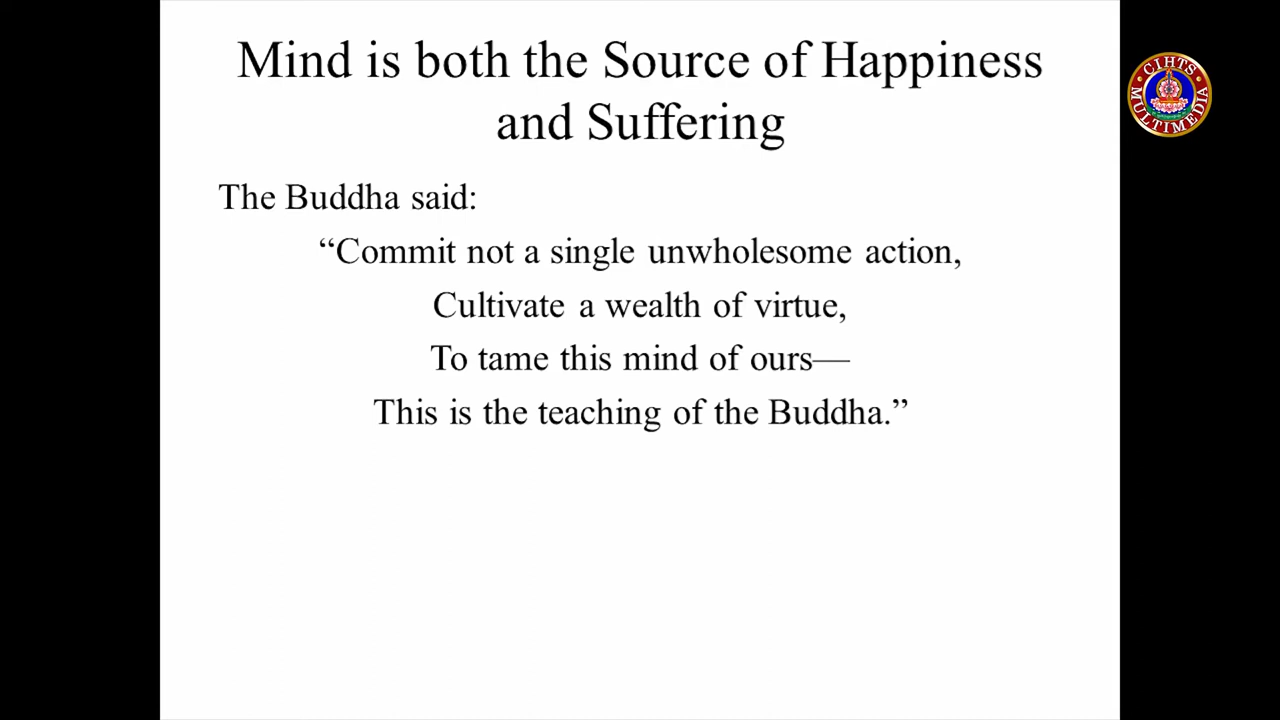 Mind is both the Source of Happiness
and Suffering
The Buddha said:
“Commit not a single unwholesome action,
Cultivate a wealth of virtue,
To tame this mind of ours—
This is the teaching of the Buddha.”
CIHTS
MULTIMEDIA